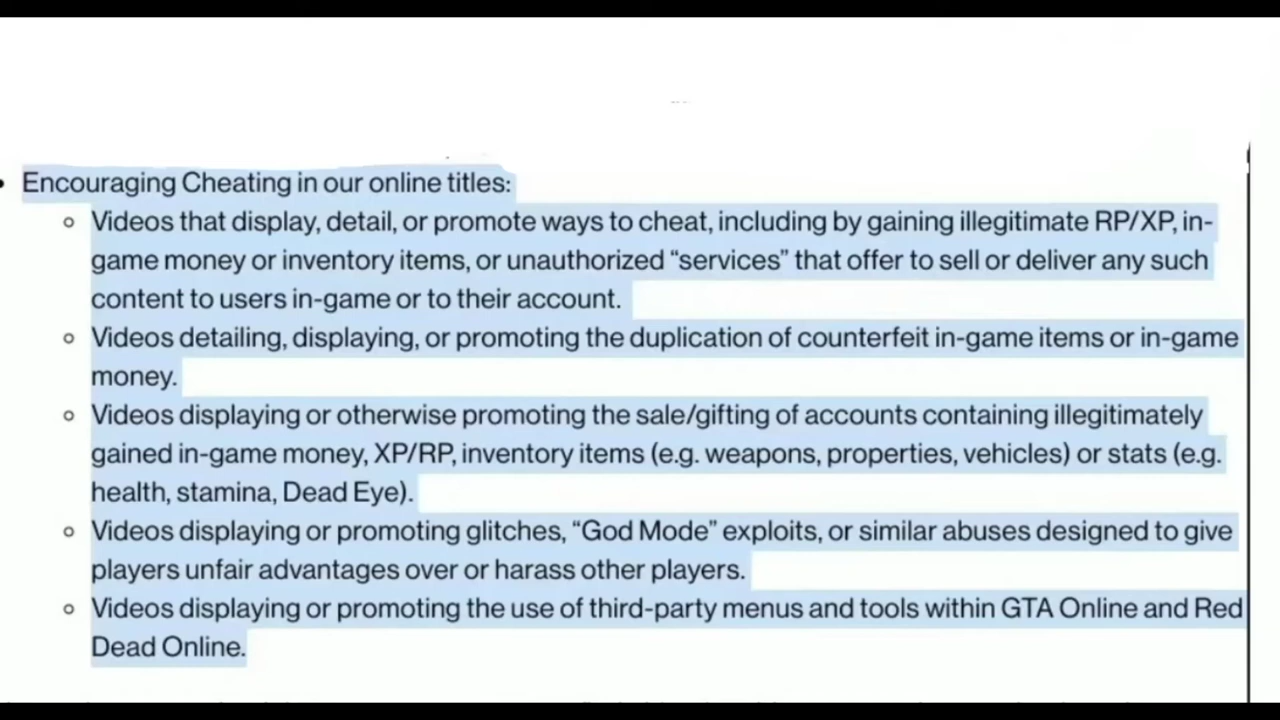 Encouraging Cheating in our online titles:
Videos that display, detail, or promote ways to cheat, including by gaining illegitimate RP/XP, in-
game money or inventory items, or unauthorized “services” that offer to sell or deliver any such
content to users in-game or to their account.
Videos detailing, displaying, or promoting the duplication of counterfeit in-game items or in-game
money.
Videos displaying or otherwise promoting the sale/gifting of accounts containing illegitimately
gained in-game money, XP/RP, inventory items (e.g. weapons, properties, vehicles) or stats (e.g.
health, stamina, Dead Eye).
Videos displaying or promoting glitches, “God Mode” exploits, or similar abuses designed to give
players unfair advantages over or harass other players.
Videos displaying or promoting the use of third-party menus and tools within GTA Online and Red
Dead Online.